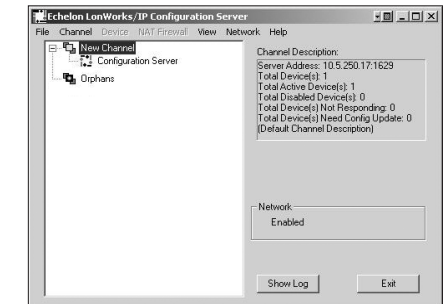 Echelon LonWorks/IP Configuration Server
File Channel Device NAT Firewall View Network Help
New Channel
Configuration Server
Orphans
Channel Description:
Server Address: 10.5.250.17:1629
Total Device(s): 1
Total Active Device(s): 1
Total Disabled Device(s): 0
Total Device(s) Not Responding: 0
Total Device(s) Need Config Update: 0
(Default Channel Description)
Network
Enabled
Show Log Exit